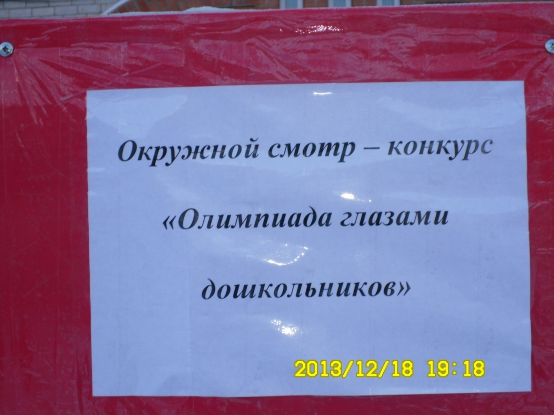 Окружной смотр – конкурс
«Олимпиада глазами
дошкольников»
2013/12/18 19:18